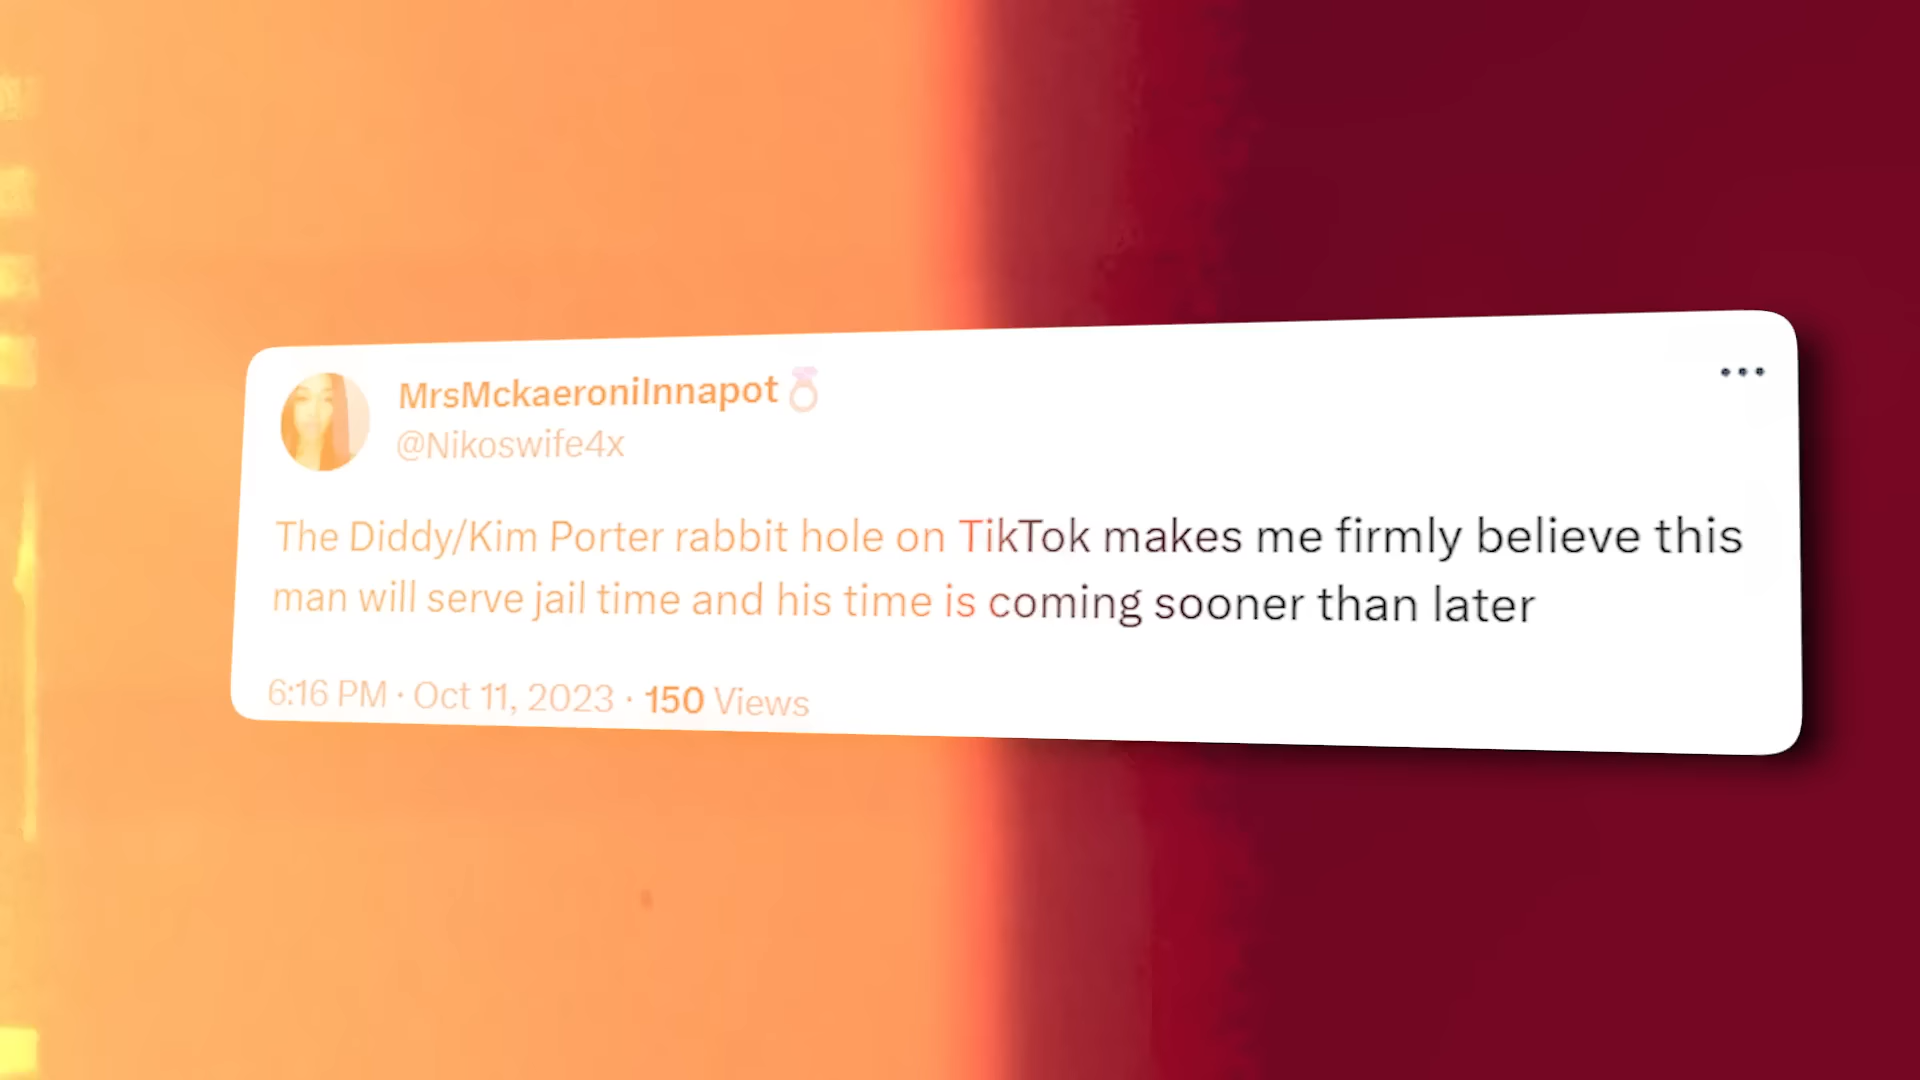 MrsMckaeroniInnapot💍
@Nikoswife4x
The Diddy/Kim Porter rabbit hole on TikTok makes me firmly believe this
man will serve jail time and his time is coming sooner than later
6:16 PM · Oct 11, 2023 · 150 Views